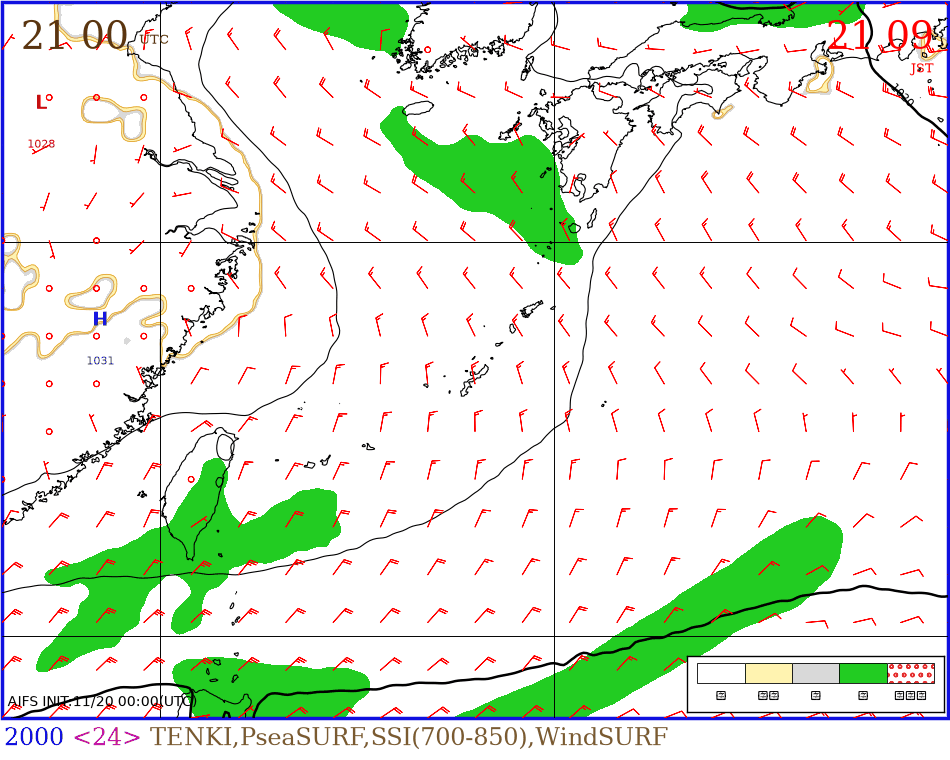 21 00 UTC
21 09
JST
1020
L
1028
H
1031
AIFS INIT:11/20 00:00(UTC)
2000 <24> TENKI,PseaSURF,SSI(700-850),WindSURF